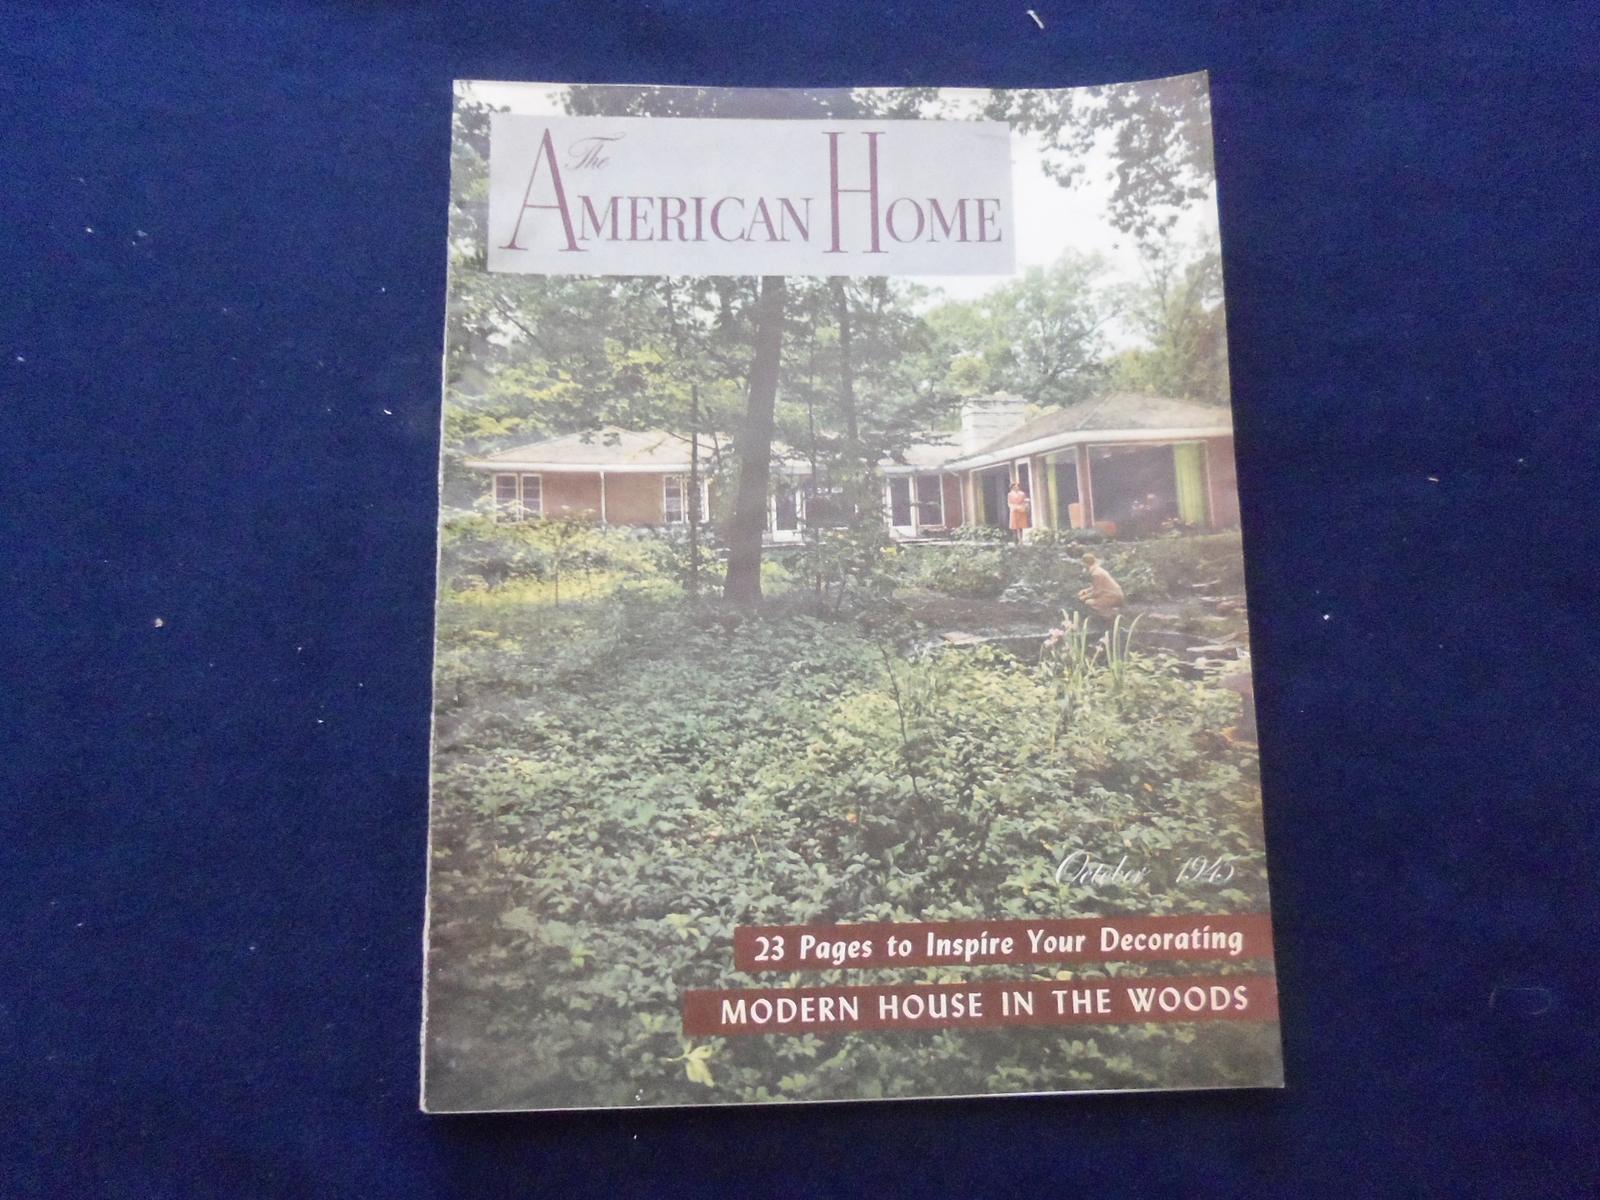 The
AMERICAN HOME
October 1945
23 Pages to Inspire Your Decorating
MODERN HOUSE IN THE WOODS